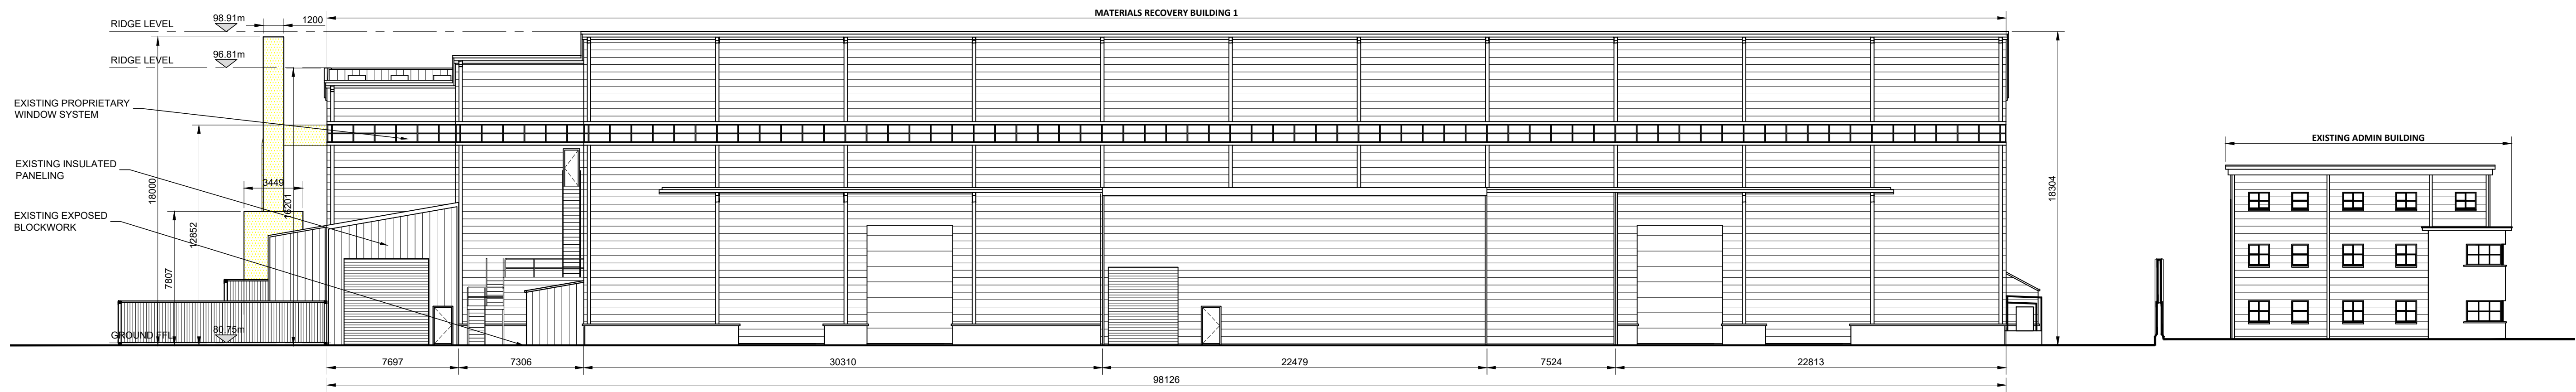 MATERIALS RECOVERY BUILDING 1
RIDGE LEVEL
98.91m
1200
RIDGE LEVEL
96.81m
EXISTING PROPRIETARY
WINDOW SYSTEM
EXISTING ADMIN BUILDING
EXISTING INSULATED
PANELING
3449
18000
16201
18304
EXISTING EXPOSED
BLOCKWORK
12852
7807
GROUND FFL
80.75m
7697
7306
30310
22479
7524
22813
98126